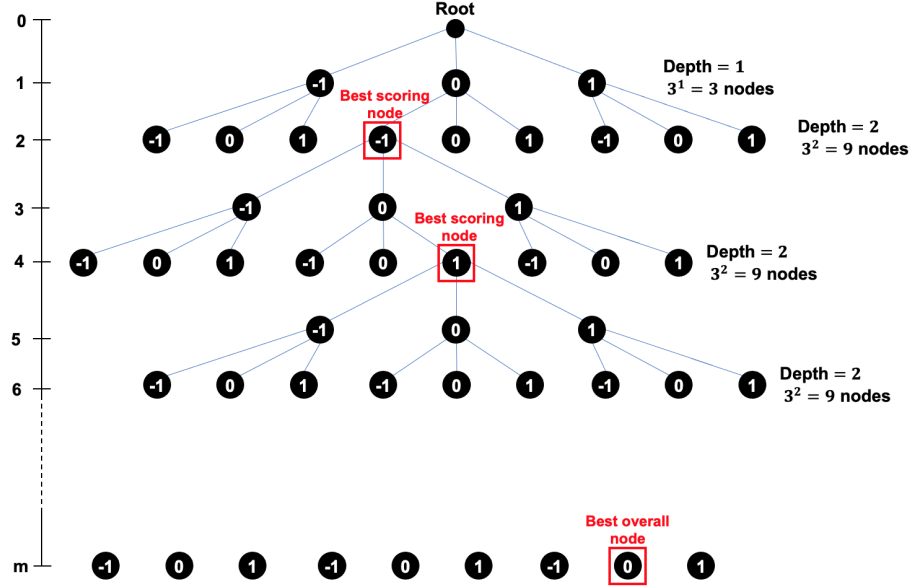 Root
0
-1 0 1
1
Depth = 1
3¹ = 3 nodes
Best scoring
node
-1 0 1 -1 0 1 -1 0 1
2
Depth = 2
3² = 9 nodes
-1 0 1
3
Best scoring
node
-1 0 1 -1 0 1 -1 0 1
4
Depth = 2
3² = 9 nodes
-1 0 1
5
-1 0 1 -1 0 1 -1 0 1
6
Depth = 2
3² = 9 nodes
Best overall
node
m
-1 0 1 -1 0 1 -1 0 1